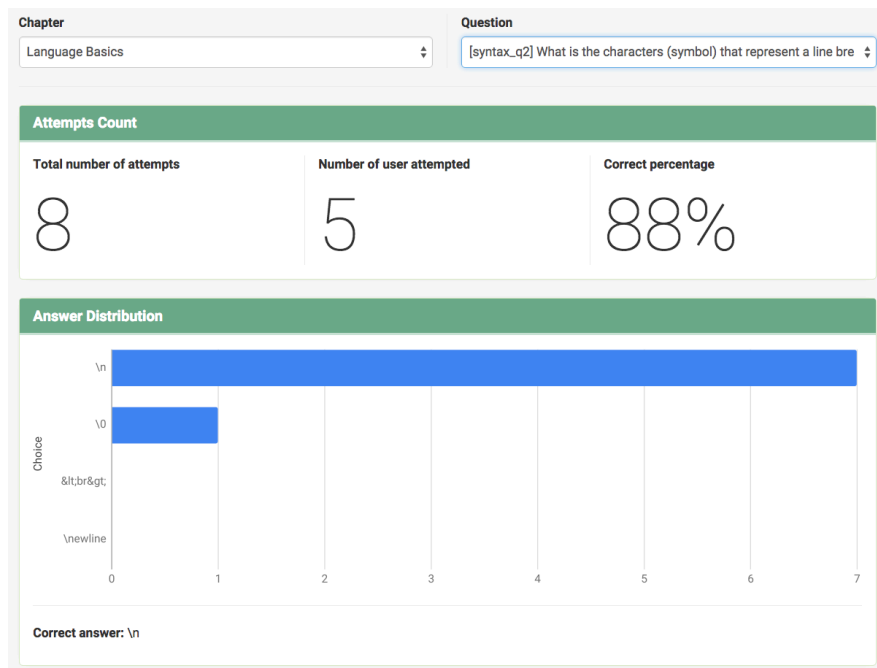 Chapter
Question
Language Basics
[syntax_q2] What is the characters (symbol) that represent a line bre
Attempts Count
Total number of attempts
Number of user attempted
Correct percentage
8
5
88%
Answer Distribution
\n
\0
&lt;br&gt;
\newline
Choice
0 1 2 3 4 5 6 7
Correct answer: \n